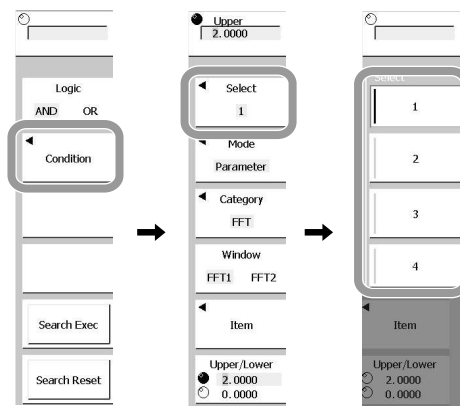 Logic
AND OR
Condition
Search Exec
Search Reset
Upper
2.0000
Select
1
Mode
Parameter
Category
FFT
Window
FFT1 FFT2
Item
Upper/Lower
2.0000
0.0000
Select
1
2
3
4
Item
Upper/Lower
2.0000
0.0000